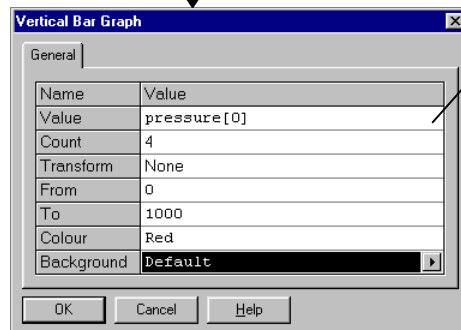 Vertical Bar Graph
General
Name Value
Value pressure[0]
Count 4
Transform None
From 0
To 1000
Colour Red
Background Default
OK Cancel Help